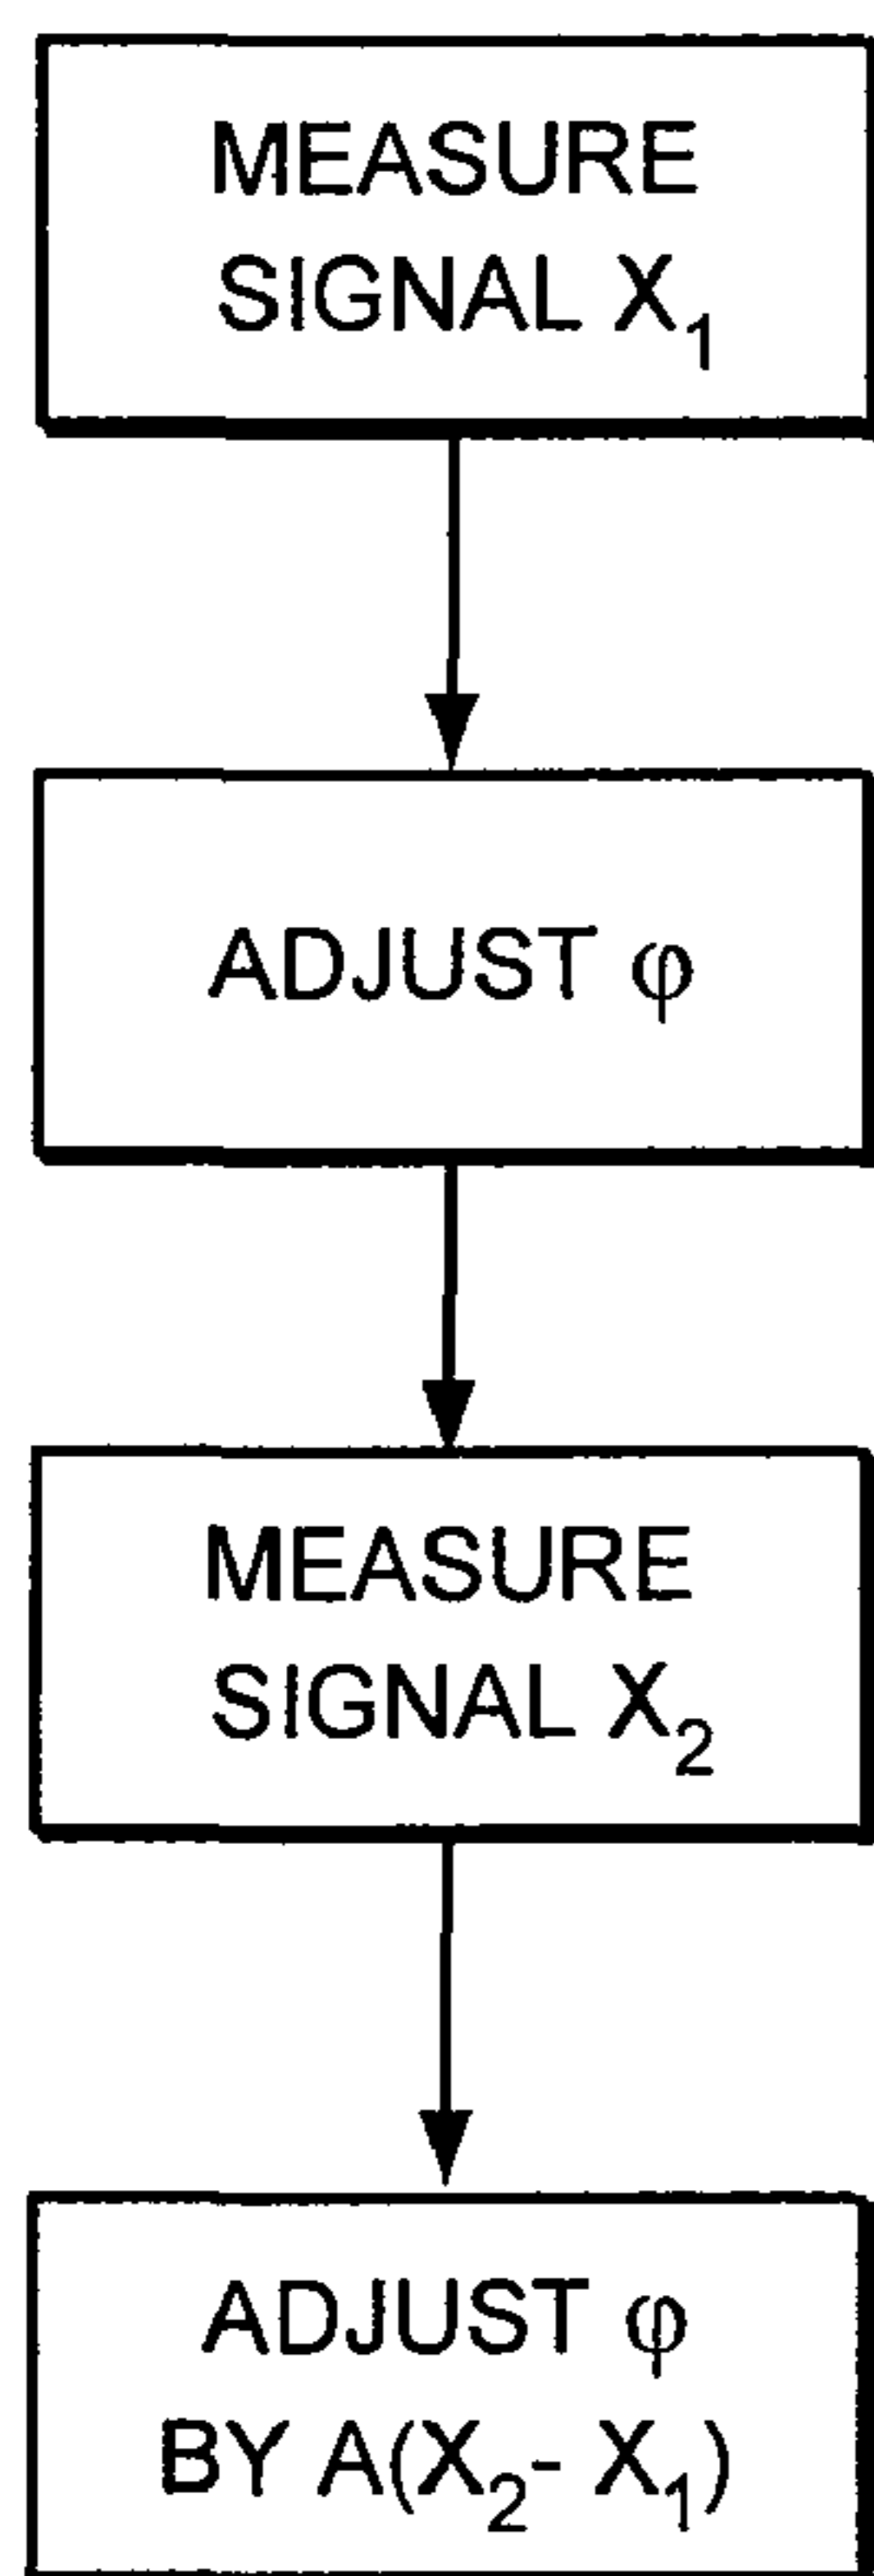 MEASURE
SIGNAL X₁
ADJUST φ
MEASURE
SIGNAL X₂
ADJUST φ
BY A(X₂- X₁)